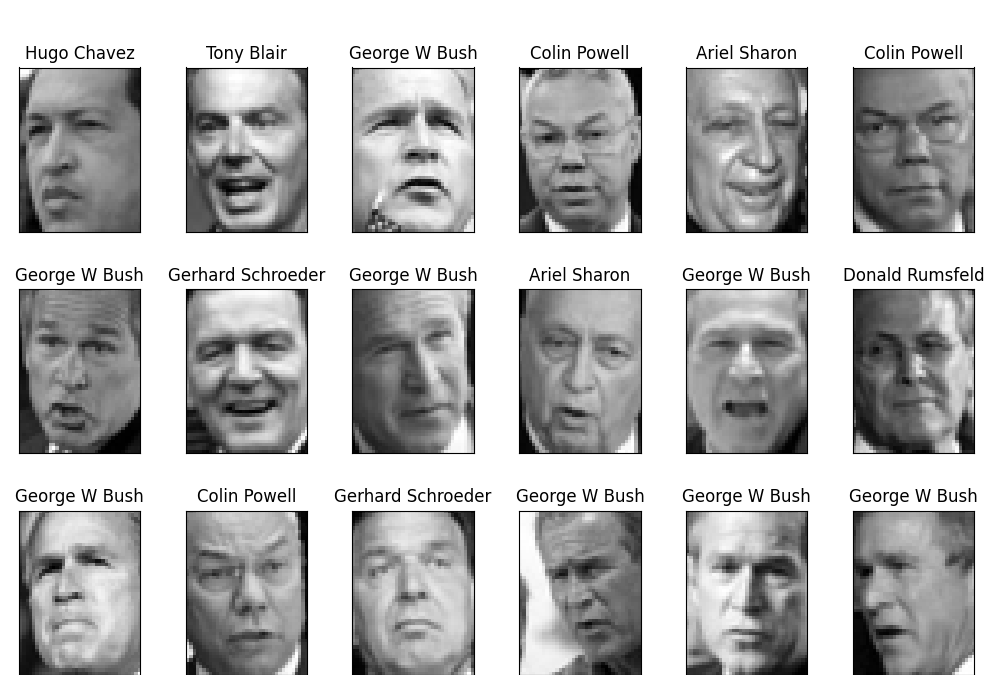 Hugo Chavez Tony Blair George W Bush Colin Powell Ariel Sharon Colin Powell
George W Bush Gerhard Schroeder George W Bush Ariel Sharon George W Bush Donald Rumsfeld
George W Bush Colin Powell Gerhard Schroeder George W Bush George W Bush George W Bush